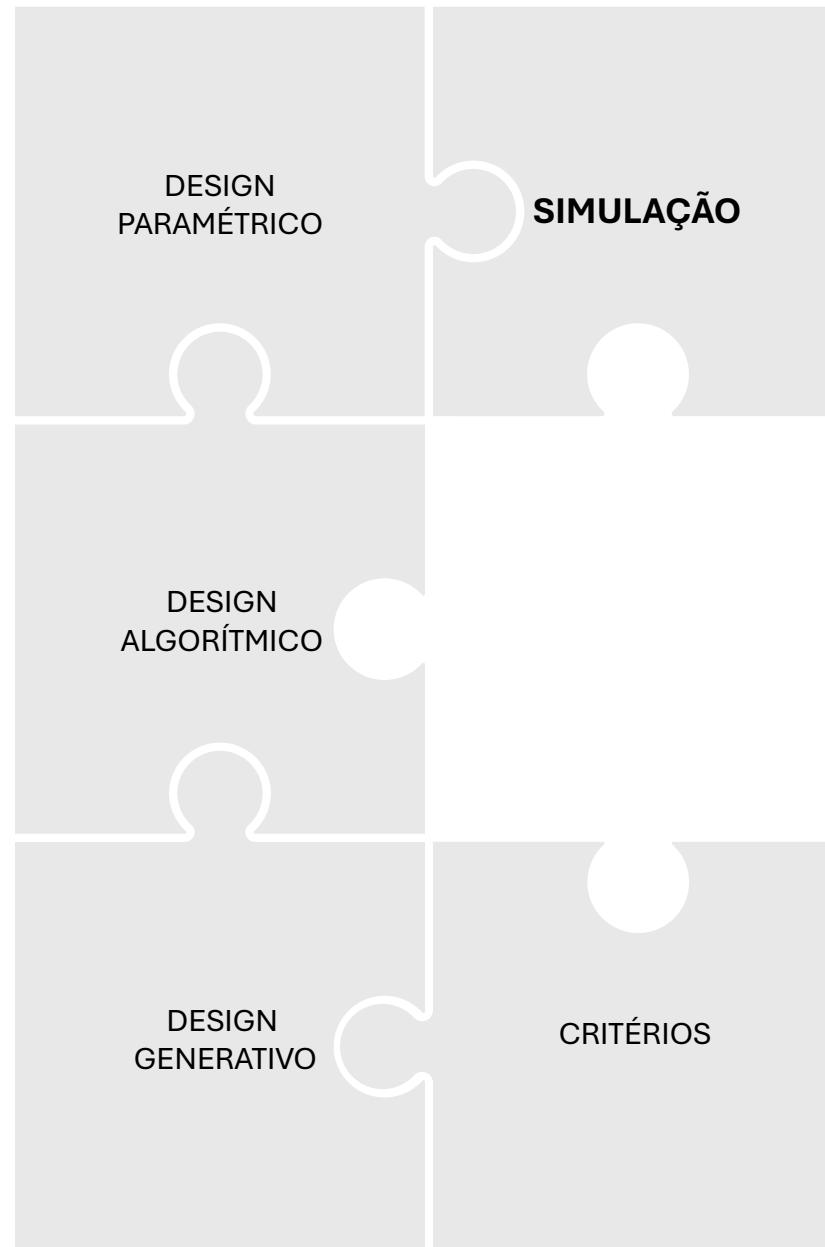 DESIGN
PARAMÉTRICO
SIMULAÇÃO
DESIGN
ALGORÍTMICO
DESIGN
GENERATIVO
CRITÉRIOS